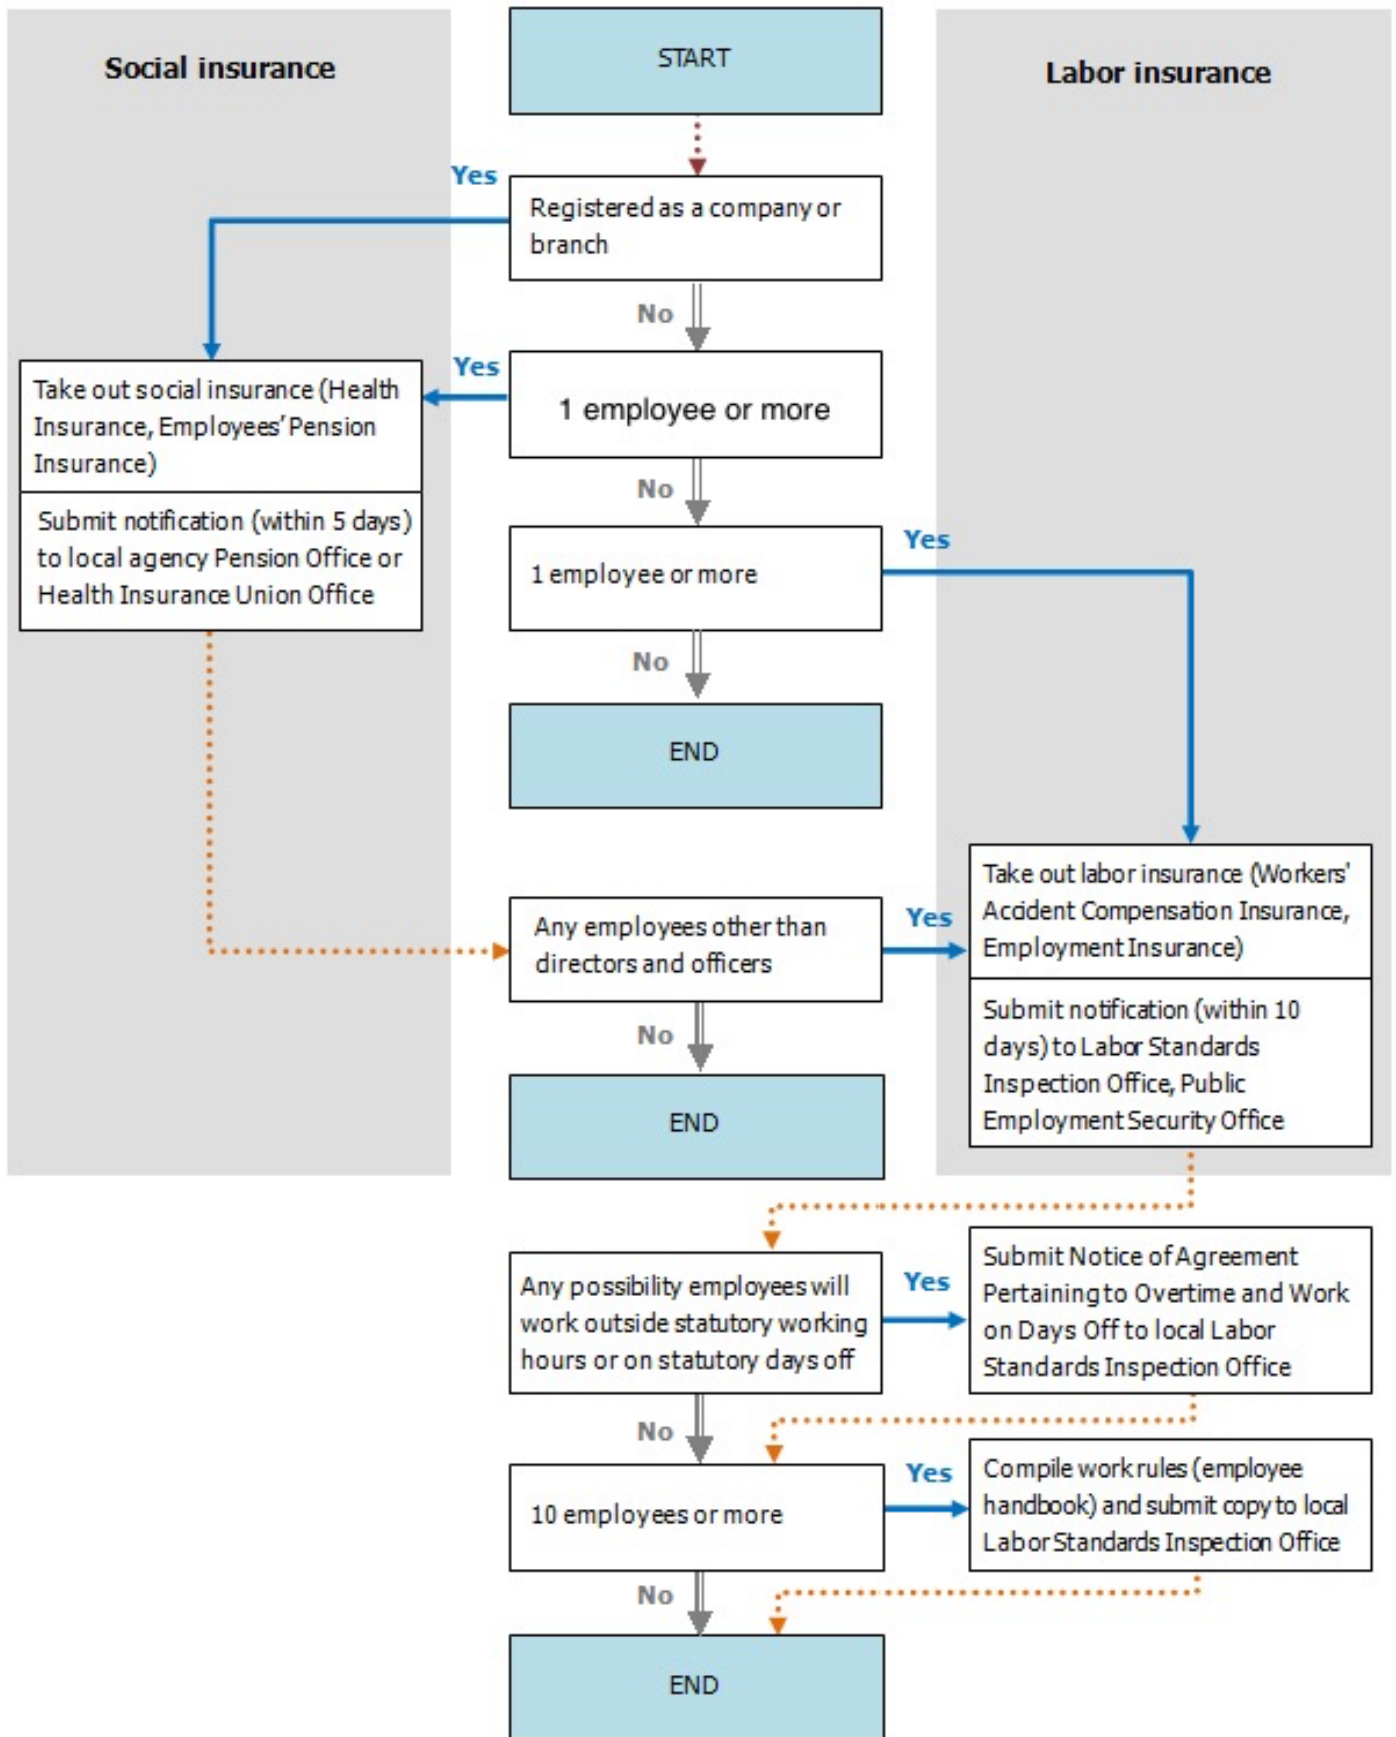 Social insurance
START
Labor insurance
Yes
Registered as a company or
branch
No
Yes
1 employee or more
Take out social insurance (Health
Insurance, Employees' Pension
Insurance)
Submit notification (within 5 days)
to local agency Pension Office or
Health Insurance Union Office
No
1 employee or more
Yes
No
END
Any employees other than
directors and officers
Yes
Take out labor insurance (Workers'
Accident Compensation Insurance,
Employment Insurance)
Submit notification (within 10
days) to Labor Standards
Inspection Office, Public
Employment Security Office
No
END
Any possibility employees will
work outside statutory working
hours or on statutory days off
Yes
Submit Notice of Agreement
Pertaining to Overtime and Work
on Days Off to local Labor
Standards Inspection Office
No
10 employees or more
Yes
Compile work rules (employee
handbook) and submit copy to local
Labor Standards Inspection Office
No
END